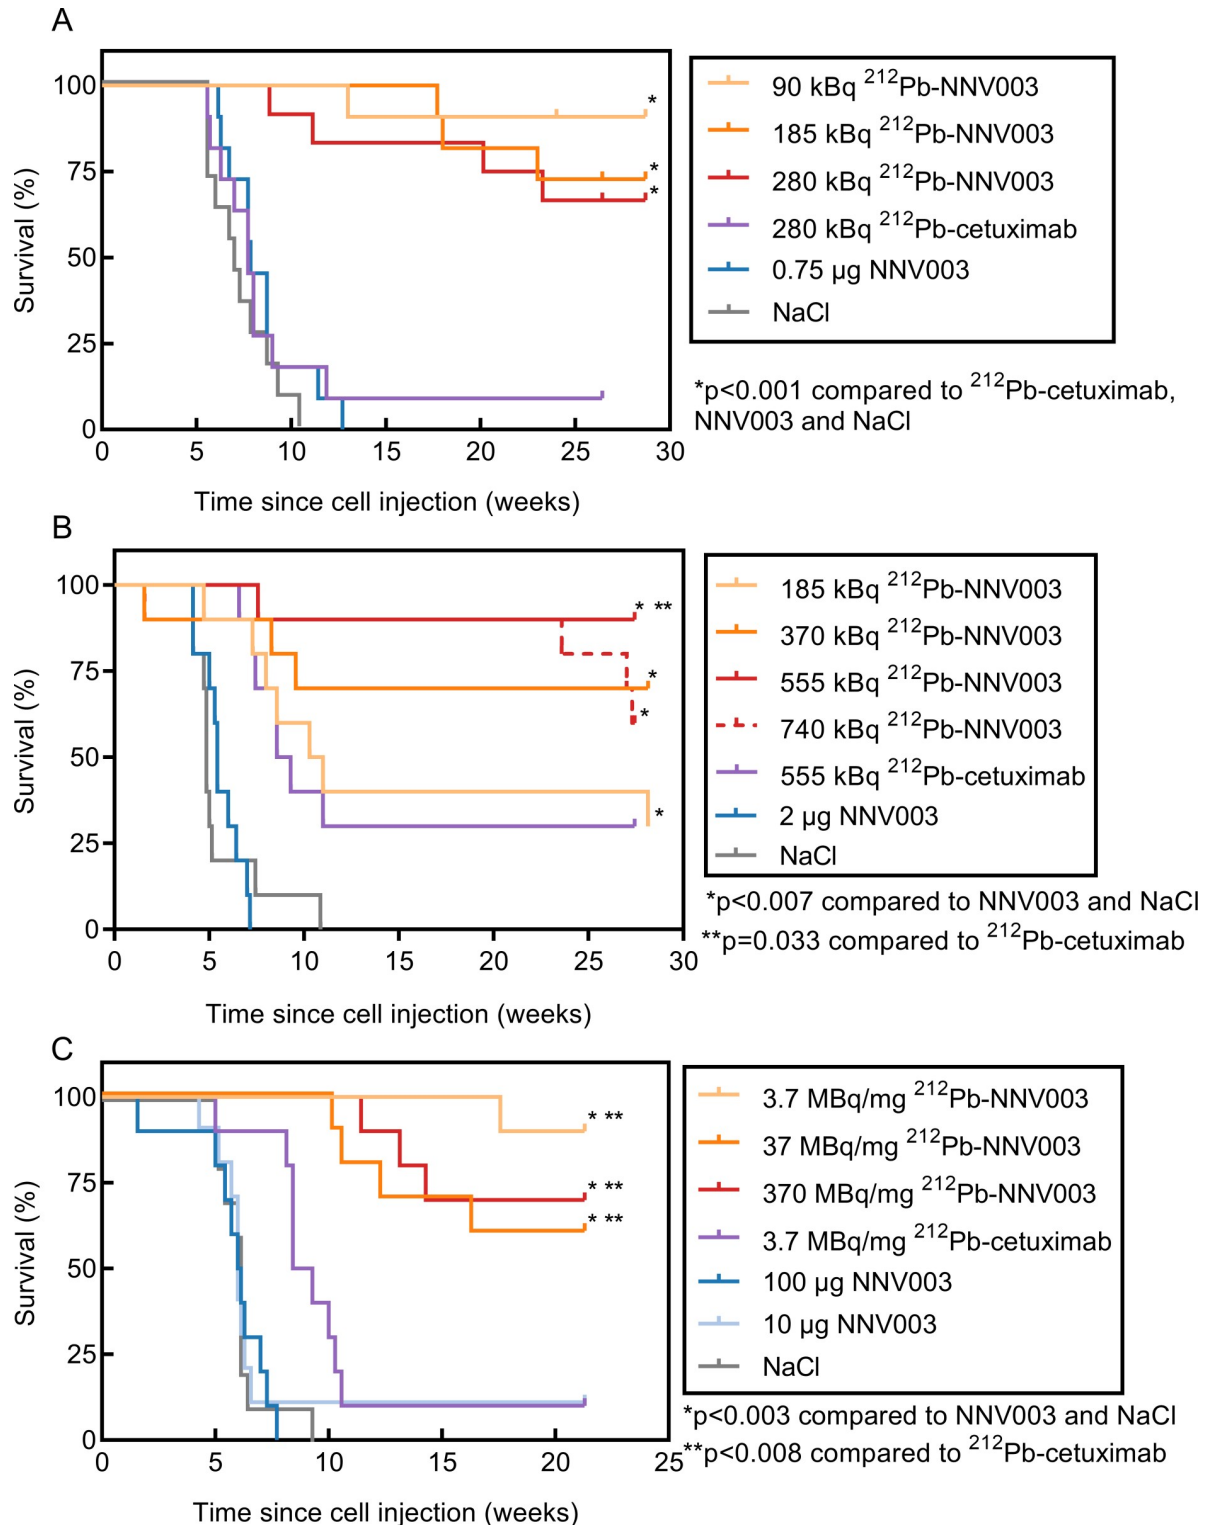 A
100
75
50
25
0
0 5 10 15 20 25 30
Survival (%)
Time since cell injection (weeks)
*
*
*
90 kBq ²¹²Pb-NNV003
185 kBq ²¹²Pb-NNV003
280 kBq ²¹²Pb-NNV003
280 kBq ²¹²Pb-cetuximab
0.75 µg NNV003
NaCl
*p<0.001 compared to ²¹²Pb-cetuximab,
NNV003 and NaCl
B
100
75
50
25
0
0 5 10 15 20 25 30
Survival (%)
Time since cell injection (weeks)
* **
*
*
*
185 kBq ²¹²Pb-NNV003
370 kBq ²¹²Pb-NNV003
555 kBq ²¹²Pb-NNV003
740 kBq ²¹²Pb-NNV003
555 kBq ²¹²Pb-cetuximab
2 µg NNV003
NaCl
*p<0.007 compared to NNV003 and NaCl
**p=0.033 compared to ²¹²Pb-cetuximab
C
100
75
50
25
0
0 5 10 15 20 25
Survival (%)
Time since cell injection (weeks)
* **
* **
* **
3.7 MBq/mg ²¹²Pb-NNV003
37 MBq/mg ²¹²Pb-NNV003
370 MBq/mg ²¹²Pb-NNV003
3.7 MBq/mg ²¹²Pb-cetuximab
100 µg NNV003
10 µg NNV003
NaCl
*p<0.003 compared to NNV003 and NaCl
**p<0.008 compared to ²¹²Pb-cetuximab